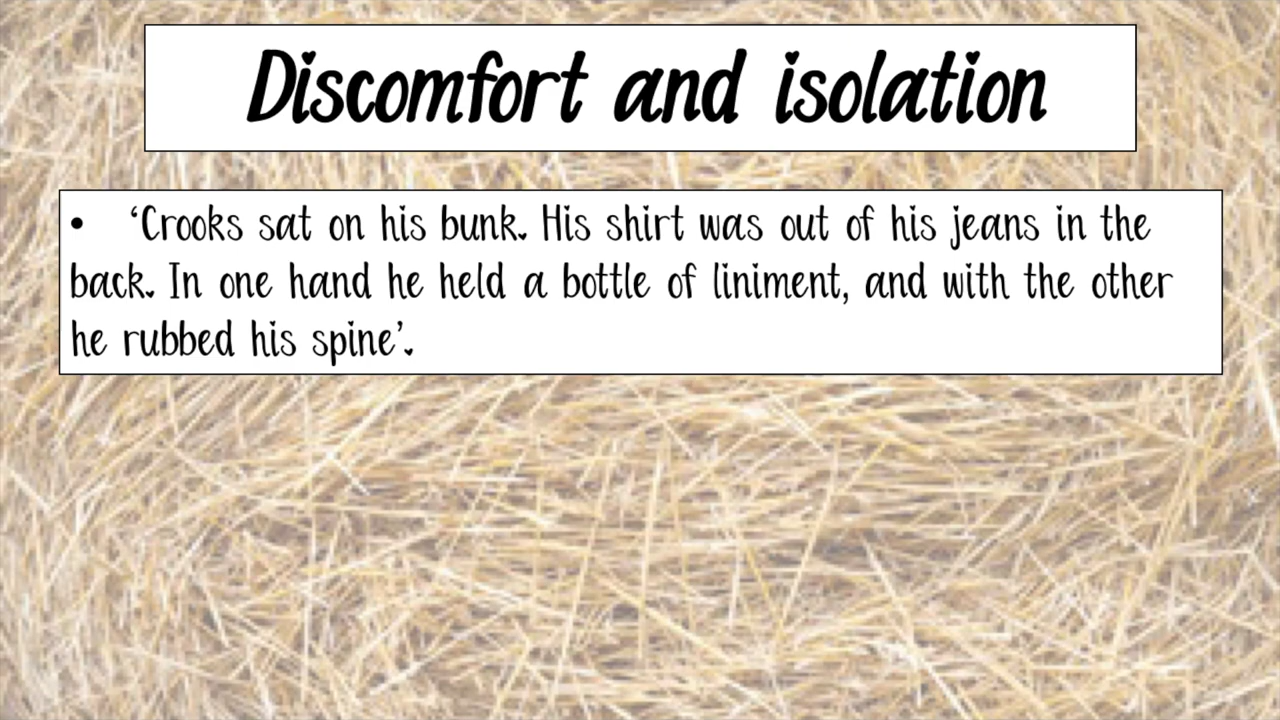 Discomfort and isolation
• ‘Crooks sat on his bunk. His shirt was out of his jeans in the
back. In one hand he held a bottle of liniment, and with the other
he rubbed his spine’.